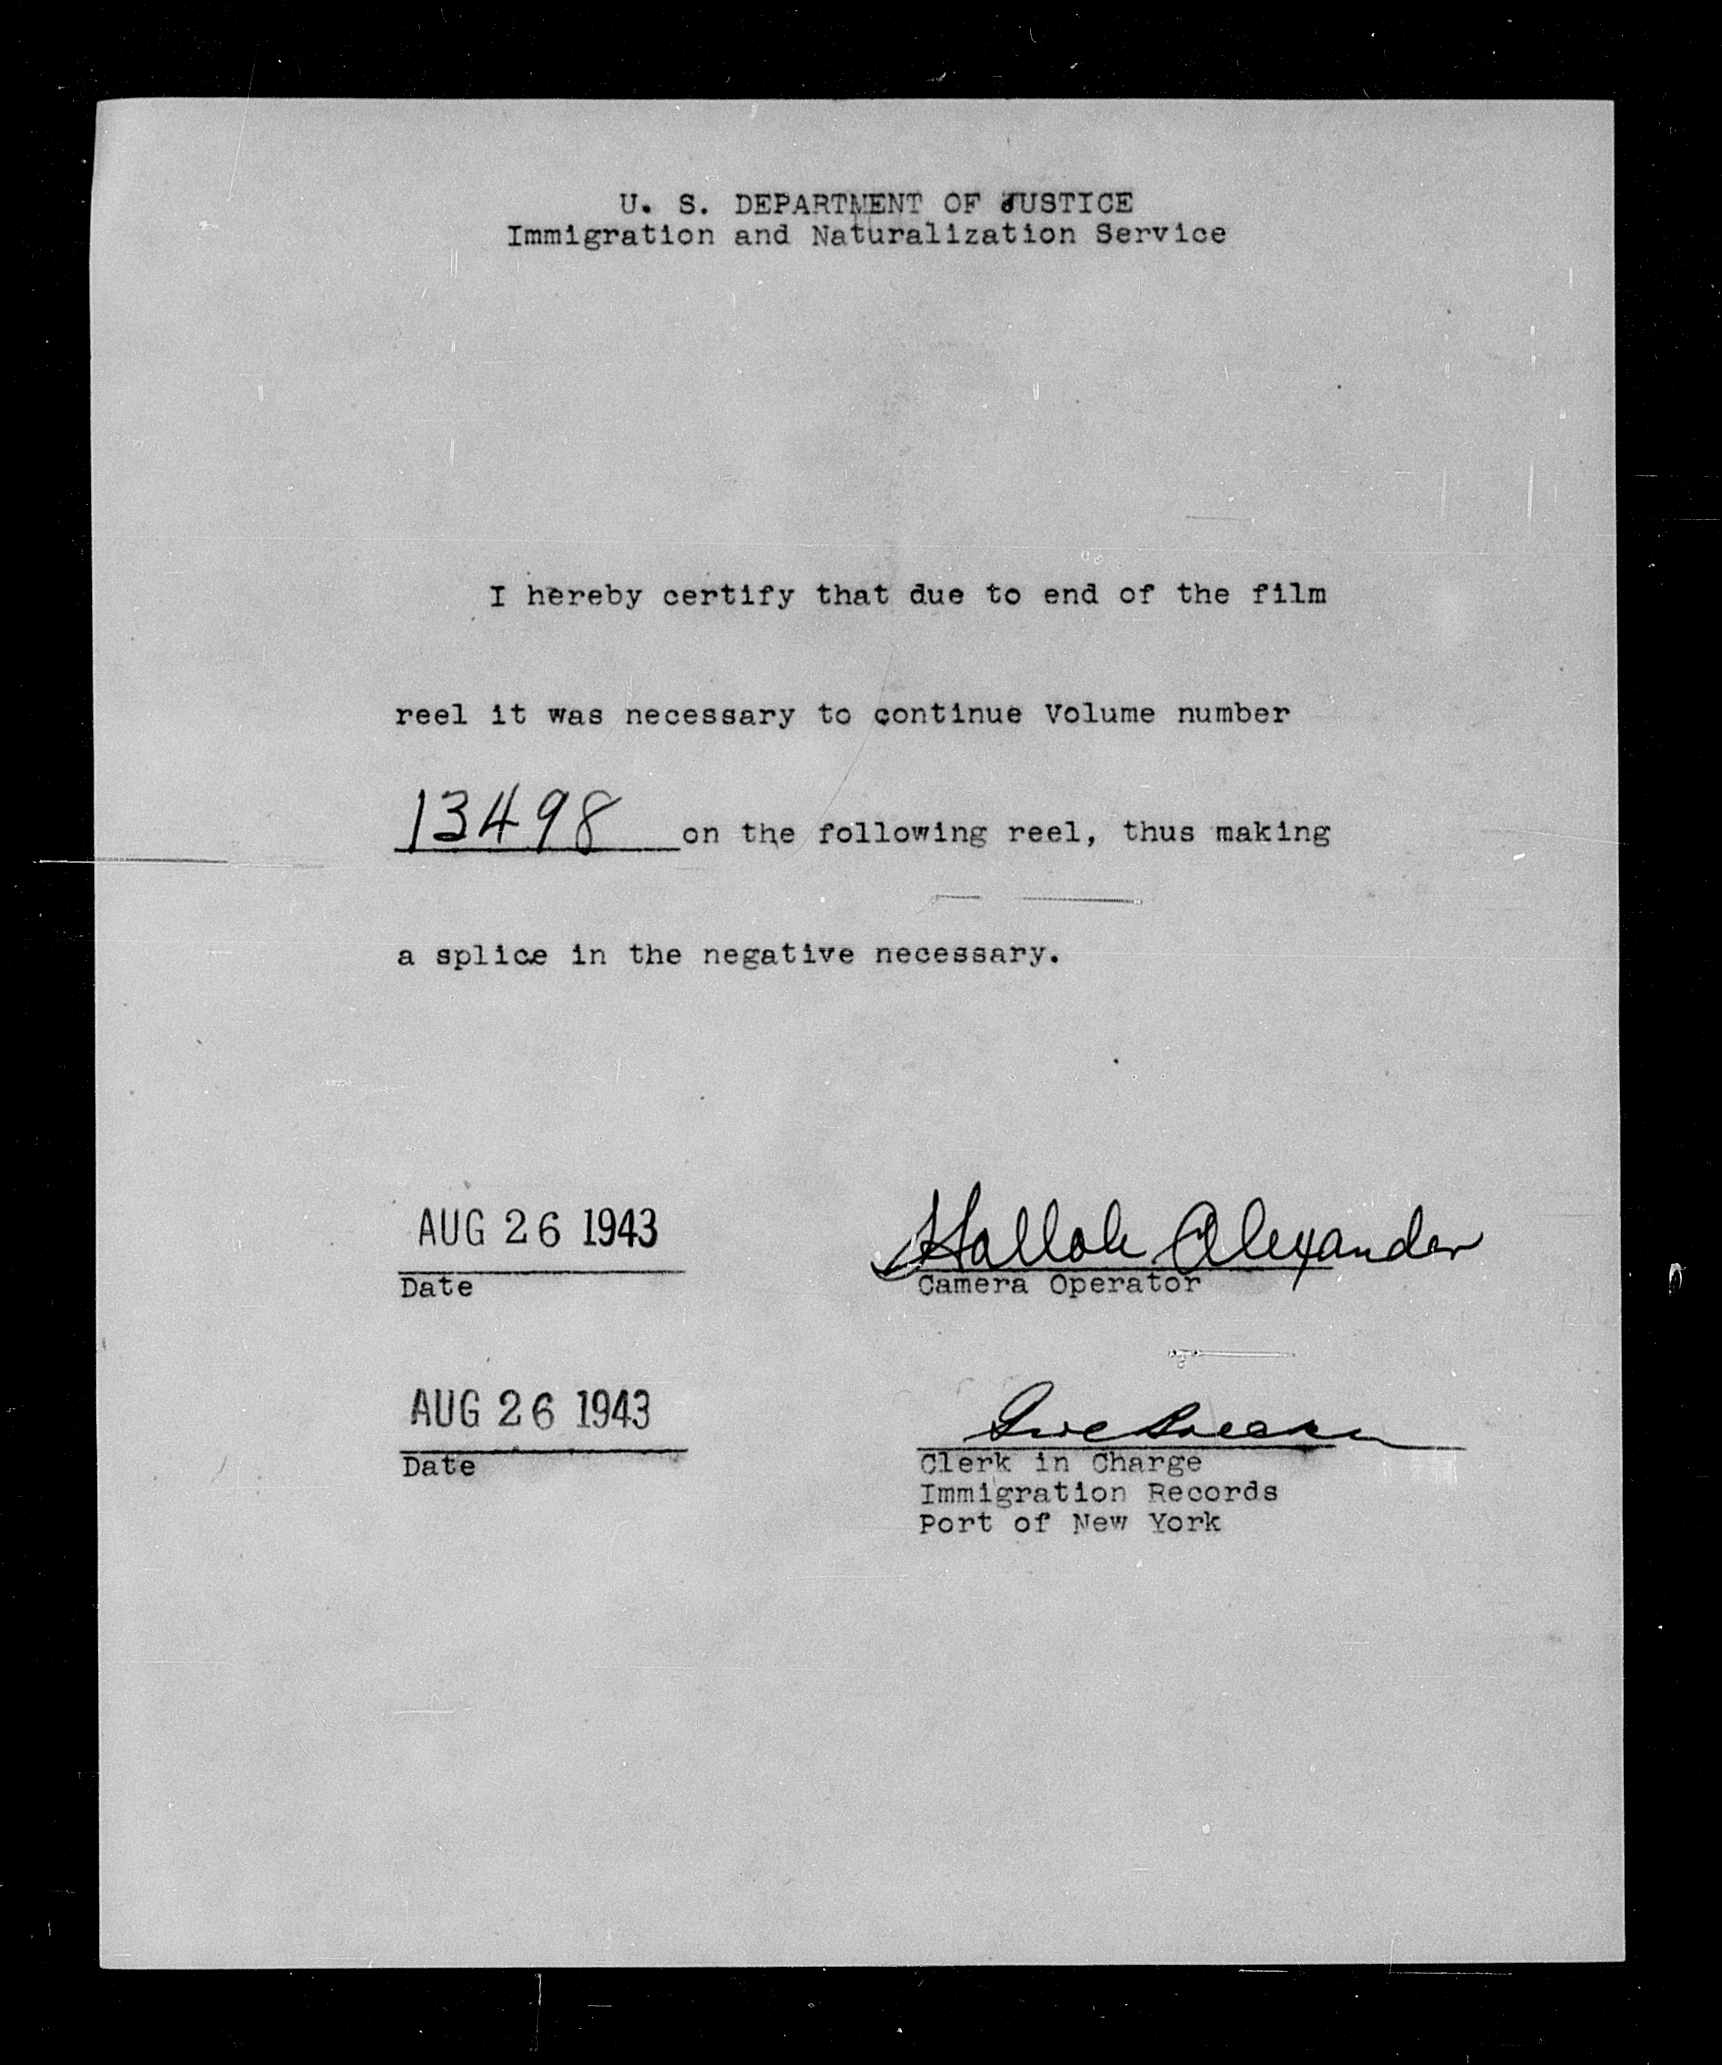 U. S. DEPARTMENT OF JUSTICE
Immigration and Naturalization Service
I hereby certify that due to end of the film
reel it was necessary to continue Volume number
13498 on the following reel, thus making
a splice in the negative necessary.
AUG 26 1943
Date
Alexander
Camera Operator
AUG 26 1943
Date
Clerk in Charge
Immigration Records
Port of New York